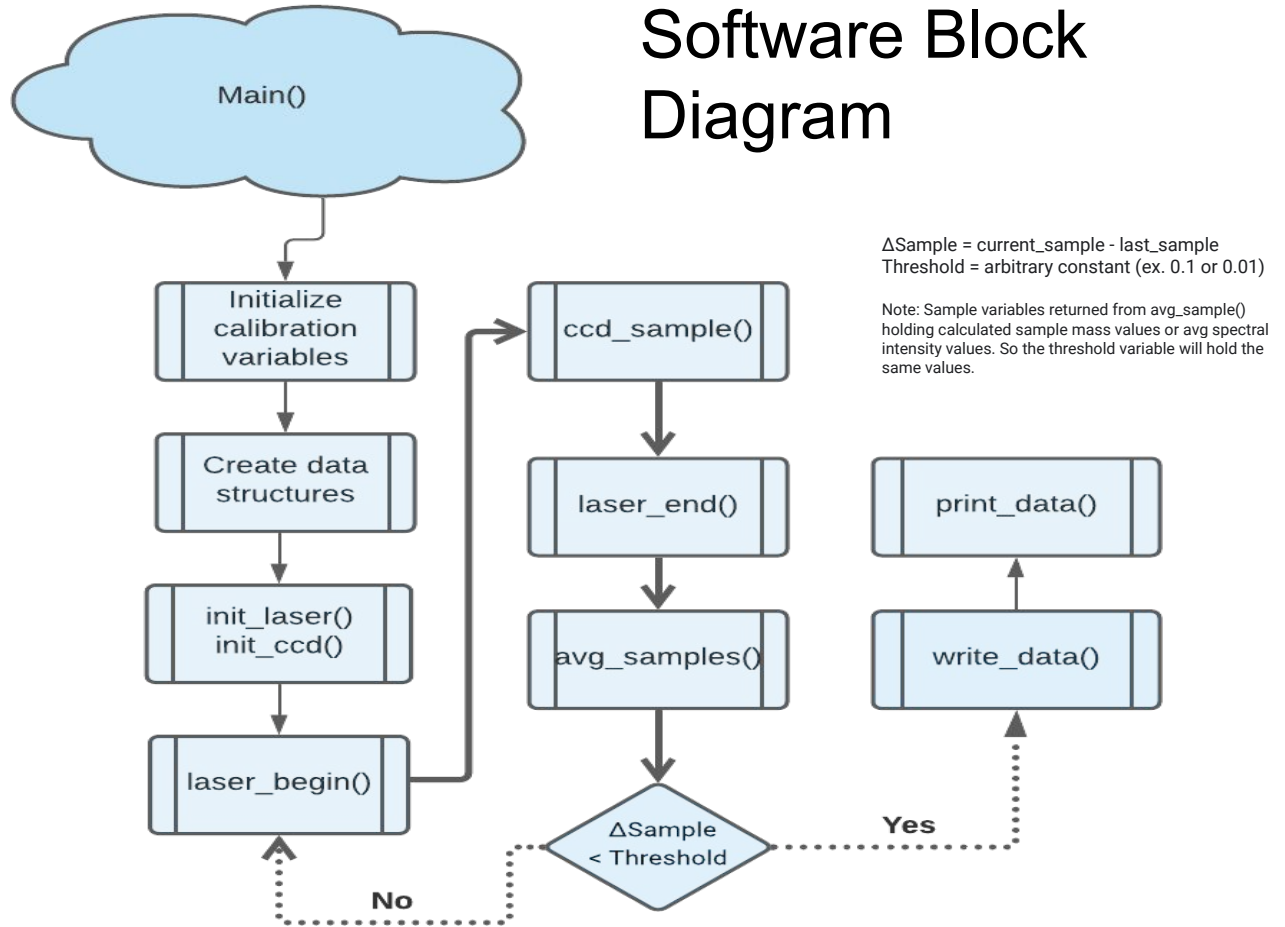 Software Block
Diagram
Main()
ΔSample = current_sample - last_sample
Threshold = arbitrary constant (ex. 0.1 or 0.01)
Note: Sample variables returned from avg_sample()
holding calculated sample mass values or avg spectral
intensity values. So the threshold variable will hold the
same values.
Initialize
calibration
variables
Create data
structures
init_laser()
init_ccd()
laser_begin()
ccd_sample()
laser_end()
avg_samples()
ΔSample
< Threshold
No
Yes
write_data()
print_data()